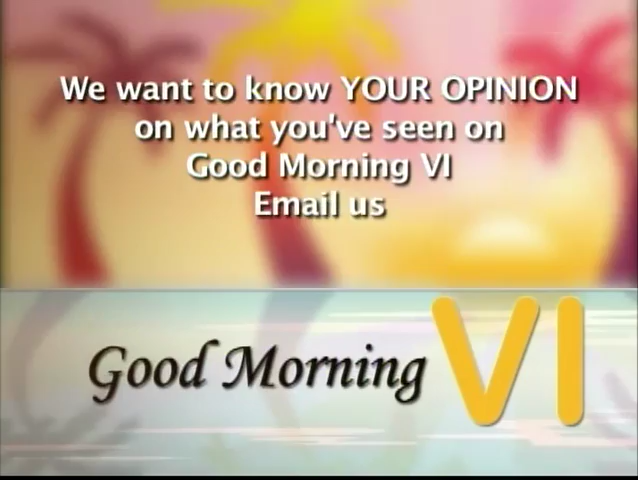 We want to know YOUR OPINION
on what you've seen on
Good Morning VI
Email us
Good Morning VI